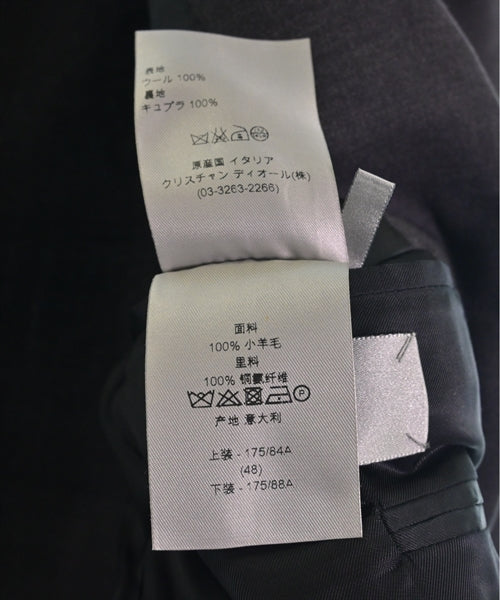 表地
ウール 100%
裏地
キュプラ 100%
原産国 イタリア
クリスチャン ディオール(株)
(03-3263-2266)
面料
100% 小羊毛
里料
100% 铜氨纤维
P
产地 意大利
上装 - 175/84A
(48)
下装 - 175/88A